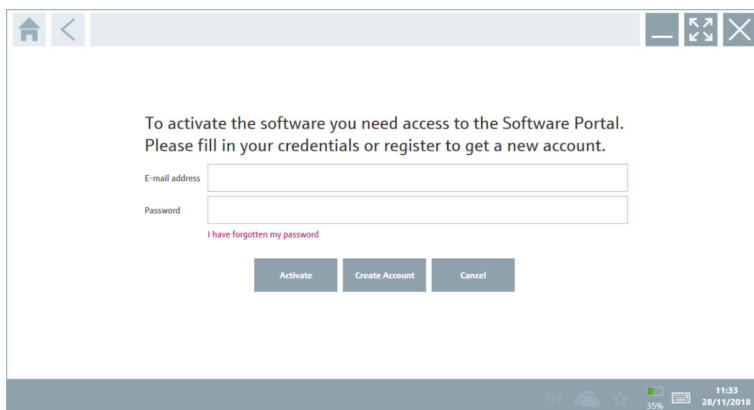 To activate the software you need access to the Software Portal.
Please fill in your credentials or register to get a new account.
E-mail address
Password
I have forgotten my password
Activate Create Account Cancel
35%
11:33
28/11/2018